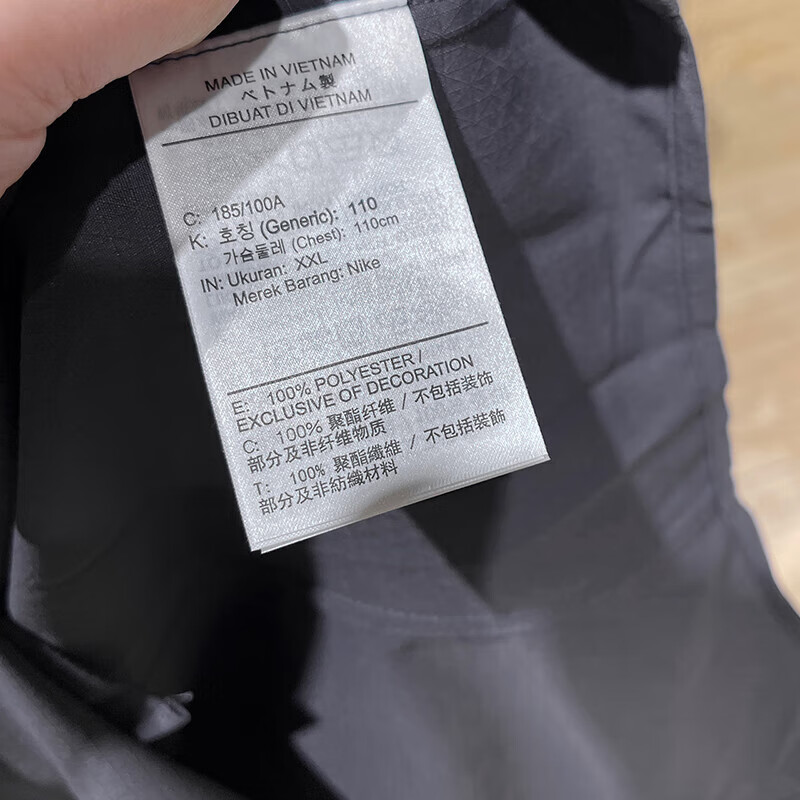 MADE IN VIETNAM
ベトナム製
DIBUAT DI VIETNAM
C: 185/100A
K: 호칭 (Generic): 110
가슴둘레 (Chest): 110cm
IN: Ukuran: XXL
Merek Barang: Nike
E: 100% POLYESTER /
EXCLUSIVE OF DECORATION
C: 100% 聚酯纤维 / 不包括装饰
部分及非纤维物质
T: 100% 聚酯纖維 / 不包括裝飾
部分及非紡織材料